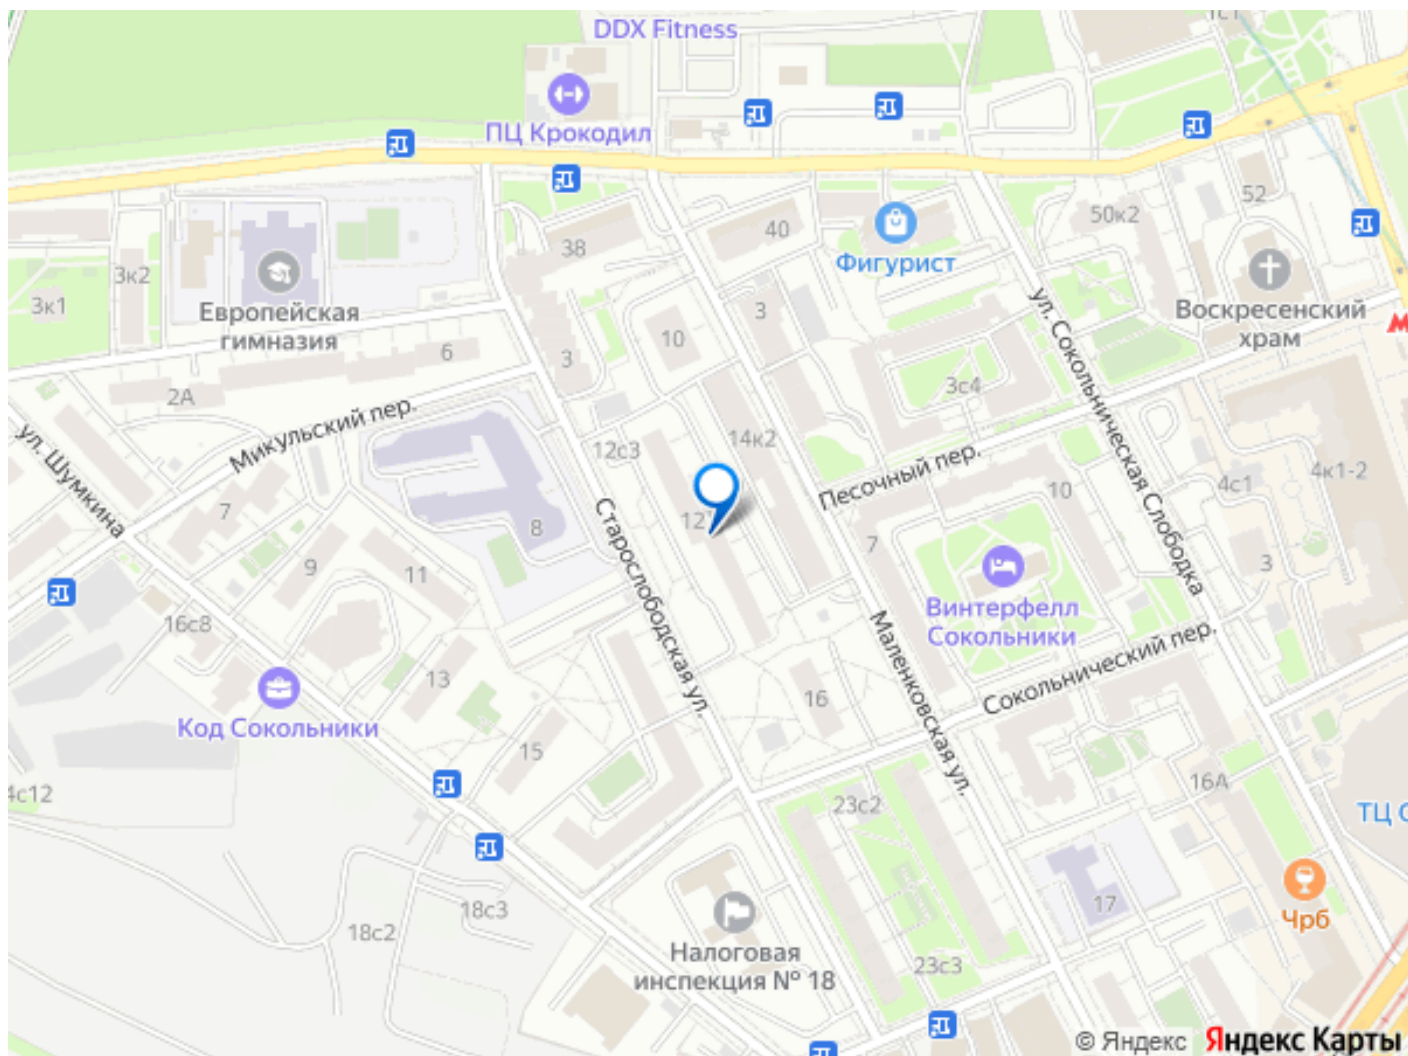 1с1
DDX Fitness
ПЦ Крокодил
52
50к2
40
38
Фигурист
3к2
3к1
Европейская
гимназия
Воскресенский
храм
М
3
10
6
3
2А
3с4
ул. Сокольническая Слободка
Микульский пер.
ул. Шумкина
12с3
14к2
Песочный пер.
4к1-2
4с1
10
7
8
12
Старослободская ул.
7
3
9
11
Винтерфелл
Сокольники
16с8
Маленковская ул.
Сокольнический пер.
13
16
Код Сокольники
15
16А
4с12
23с2
ТЦ С
17
18с3
Чрб
18с2
Налоговая
инспекция № 18
23с3
© Яндекс Яндекс Карты